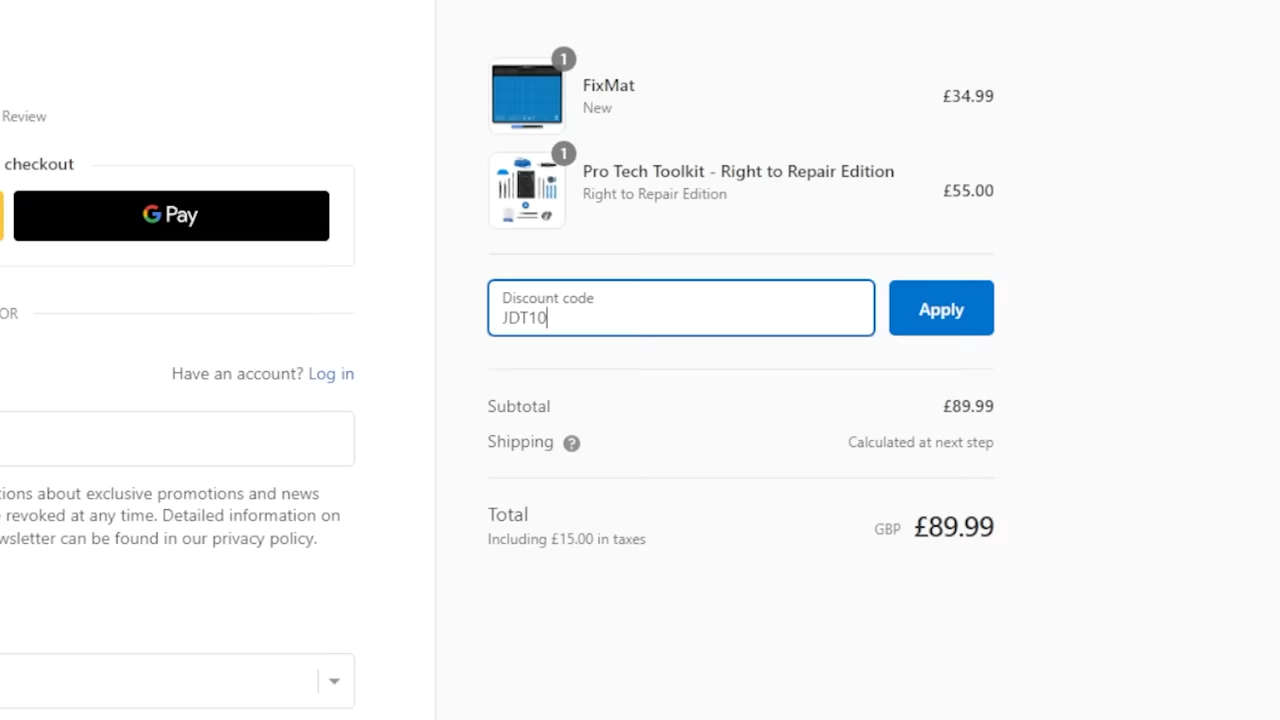 Review
checkout
G Pay
OR
Have an account? Log in
tions about exclusive promotions and news
revoked at any time. Detailed information on
wsletter can be found in our privacy policy.
1
FixMat
New
£34.99
1
Pro Tech Toolkit - Right to Repair Edition
Right to Repair Edition
£55.00
Discount code
JDT10
Apply
Subtotal £89.99
Shipping ? Calculated at next step
Total
Including £15.00 in taxes
GBP £89.99